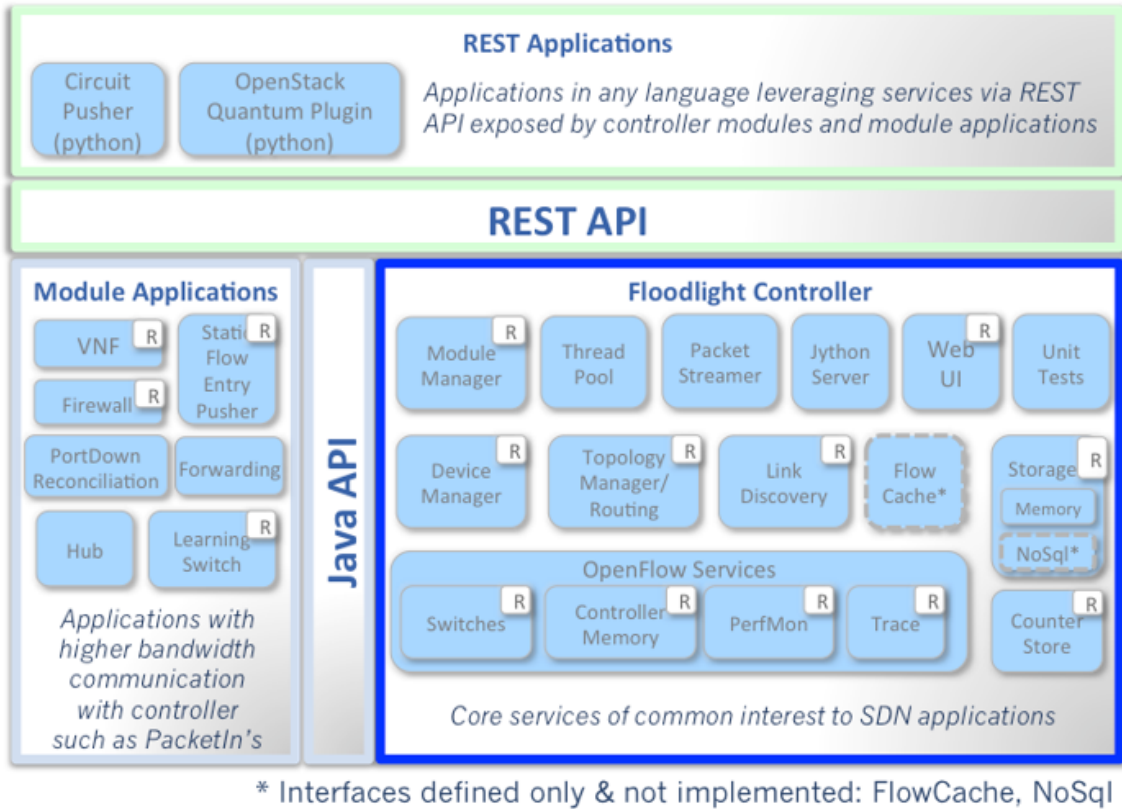 REST Applications
Circuit
Pusher
(python)
OpenStack
Quantum Plugin
(python)
Applications in any language leveraging services via REST
API exposed by controller modules and module applications
REST API
Module Applications
VNF
R
Static
Flow
Entry
Pusher
R
Firewall
R
PortDown
Reconciliation
Forwarding
Hub
Learning
Switch
R
Applications with
higher bandwidth
communication
with controller
such as PacketIn's
Java API
Floodlight Controller
Module
Manager
R
Thread
Pool
Packet
Streamer
Jython
Server
Web
UI
R
Unit
Tests
Device
Manager
R
Topology
Manager/
Routing
R
Link
Discovery
R
Flow
Cache*
Storage
R
Memory
NoSql*
OpenFlow Services
Switches
R
Controller
Memory
R
PerfMon
R
Trace
R
Counter
Store
R
Core services of common interest to SDN applications
* Interfaces defined only & not implemented: FlowCache, NoSql